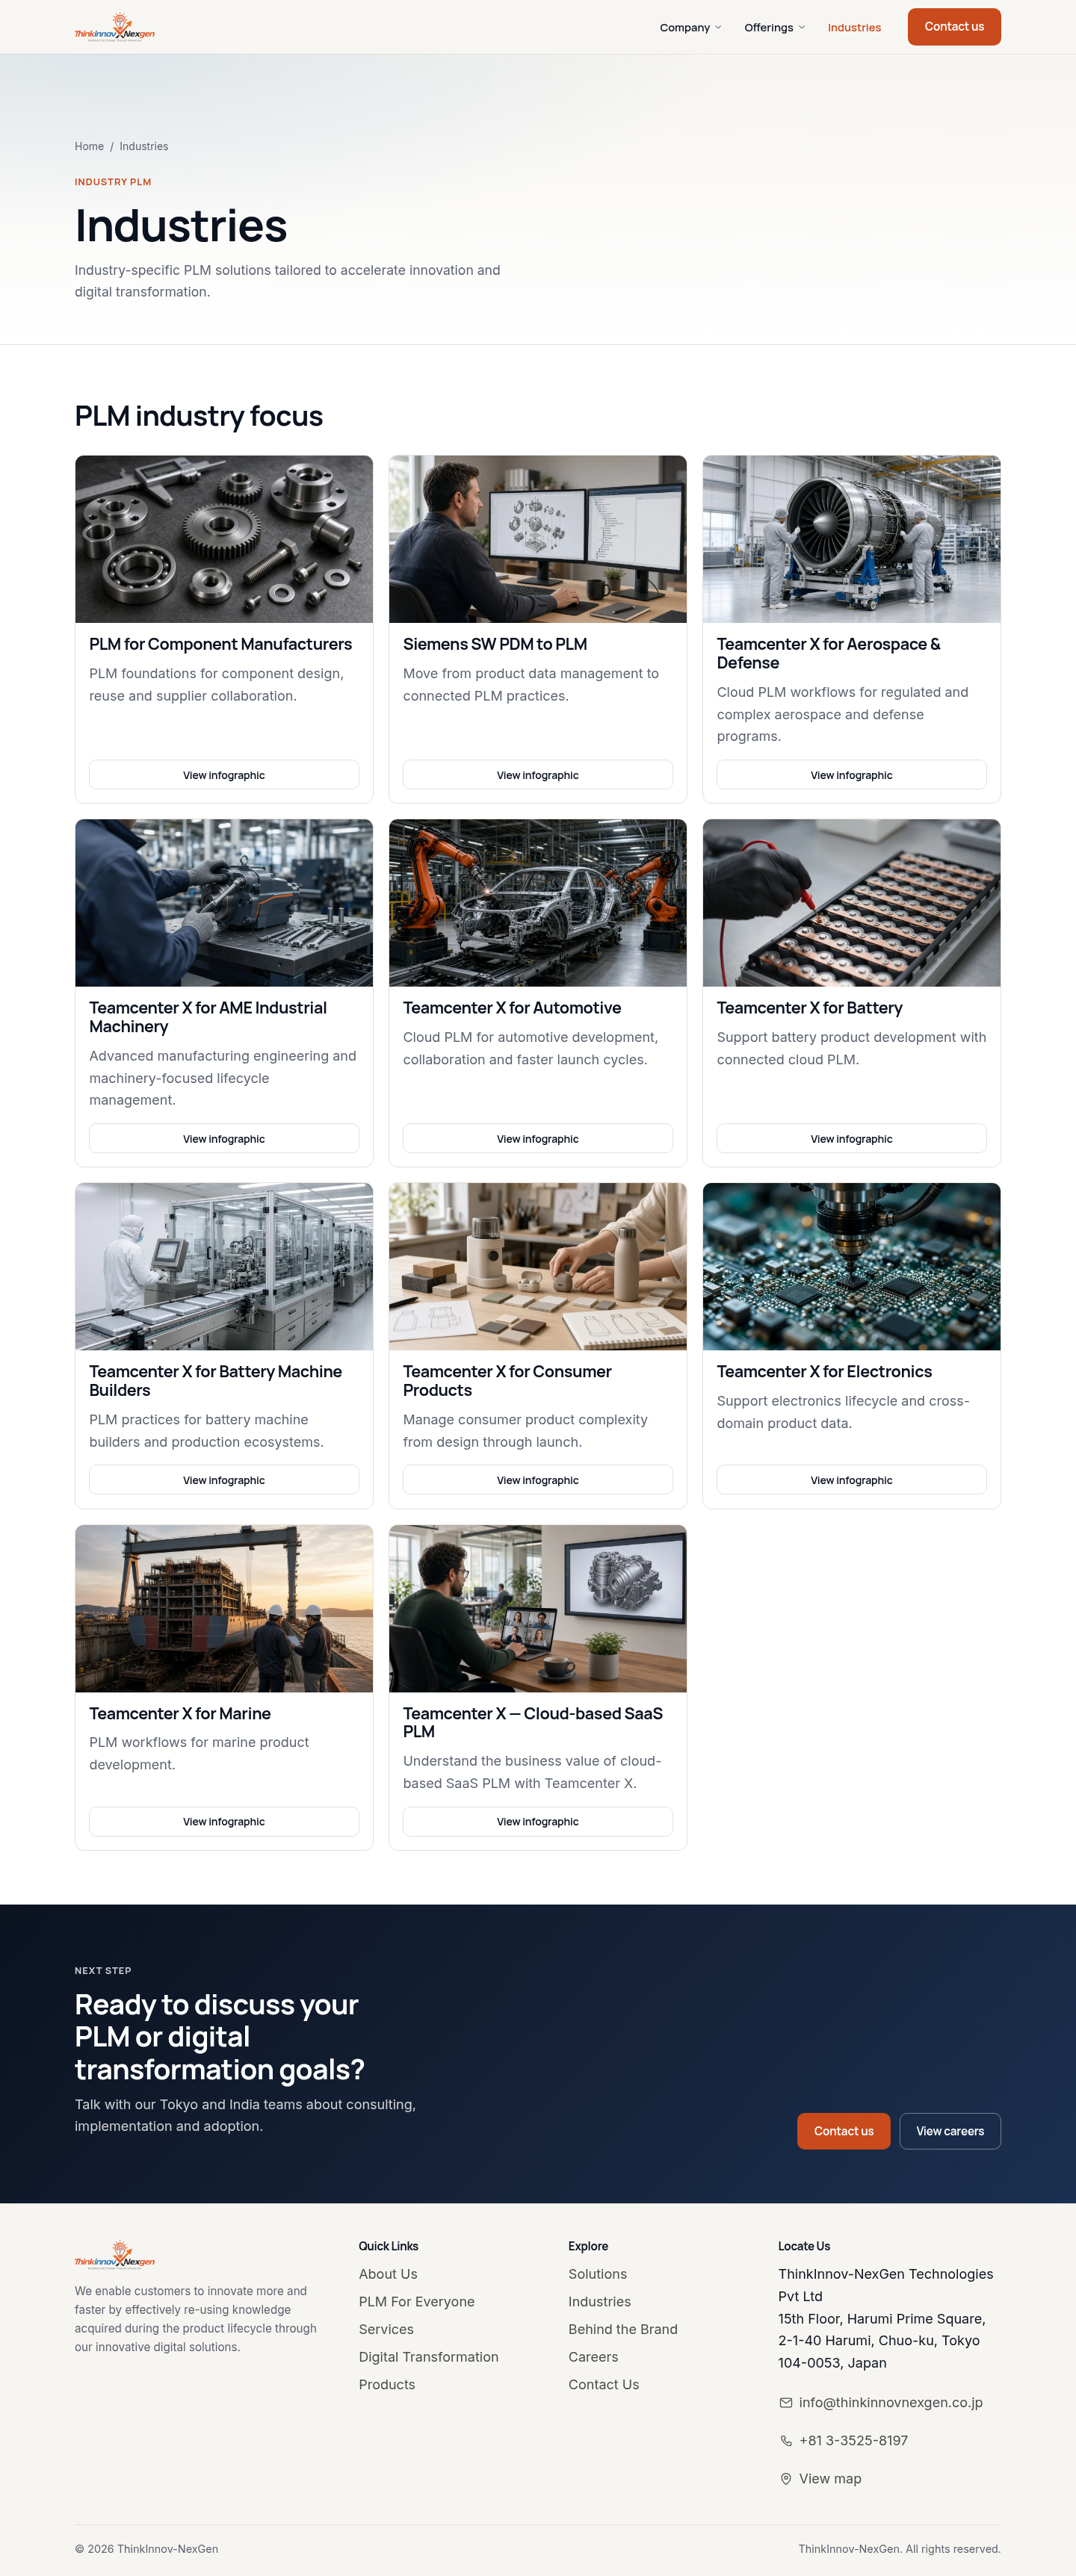 ThinkInnovXNexgen
Company
Offerings
Industries
Contact us
Home / Industries
INDUSTRY PLM
Industries
Industry-specific PLM solutions tailored to accelerate innovation and
digital transformation.
PLM industry focus
PLM for Component Manufacturers
PLM foundations for component design,
reuse and supplier collaboration.
View infographic
Siemens SW PDM to PLM
Move from product data management to
connected PLM practices.
View infographic
Teamcenter X for Aerospace &
Defense
Cloud PLM workflows for regulated and
complex aerospace and defense
programs.
View infographic
Teamcenter X for AME Industrial
Machinery
Advanced manufacturing engineering and
machinery-focused lifecycle
management.
View infographic
Teamcenter X for Automotive
Cloud PLM for automotive development,
collaboration and faster launch cycles.
View infographic
Teamcenter X for Battery
Support battery product development with
connected cloud PLM.
View infographic
Teamcenter X for Battery Machine
Builders
PLM practices for battery machine
builders and production ecosystems.
View infographic
Teamcenter X for Consumer
Products
Manage consumer product complexity
from design through launch.
View infographic
Teamcenter X for Electronics
Support electronics lifecycle and cross-
domain product data.
View infographic
Teamcenter X for Marine
PLM workflows for marine product
development.
View infographic
Teamcenter X — Cloud-based SaaS
PLM
Understand the business value of cloud-
based SaaS PLM with Teamcenter X.
View infographic
NEXT STEP
Ready to discuss your
PLM or digital
transformation goals?
Talk with our Tokyo and India teams about consulting,
implementation and adoption.
Contact us
View careers
ThinkInnovXNexgen
We enable customers to innovate more and
faster by effectively re-using knowledge
acquired during the product lifecycle through
our innovative digital solutions.
Quick Links
About Us
PLM For Everyone
Services
Digital Transformation
Products
Explore
Solutions
Industries
Behind the Brand
Careers
Contact Us
Locate Us
ThinkInnov-NexGen Technologies
Pvt Ltd
15th Floor, Harumi Prime Square,
2-1-40 Harumi, Chuo-ku, Tokyo
104-0053, Japan
info@thinkinnovnexgen.co.jp
+81 3-3525-8197
View map
© 2026 ThinkInnov-NexGen
ThinkInnov-NexGen. All rights reserved.